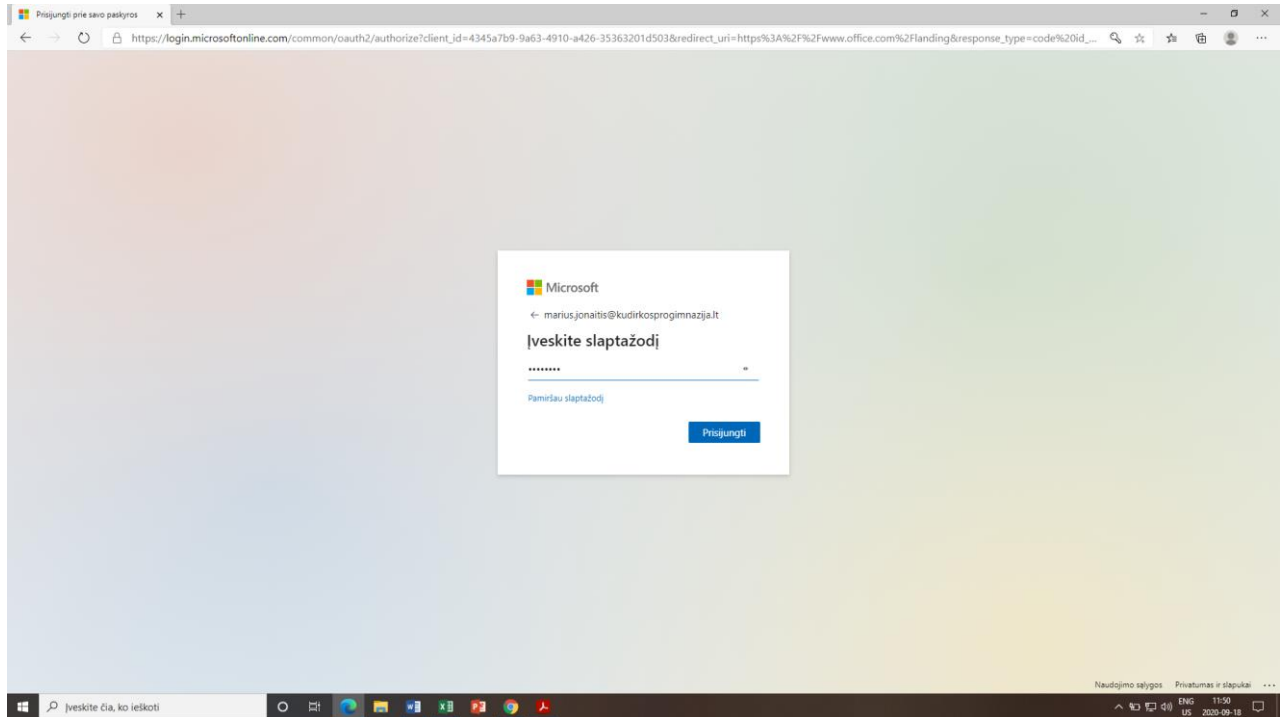 Prisijungti prie savo paskyros
https://login.microsoftonline.com/common/oauth2/authorize?client_id=4345a7b9-9a63-4910-a426-35363201d503&redirect_uri=https%3A%2F%2Fwww.office.com%2Flanding&response_type=code%20id_...
Microsoft
← marius.jonaitis@kudirkosprogimnazija.lt
Įveskite slaptažodį
••••••••
Pamiršau slaptažodį
Prisijungti
Naudojimo sąlygos Privatumas ir slapukai ...
Įveskite čia, ko ieškoti
ENG 11:50
US 2020-09-18